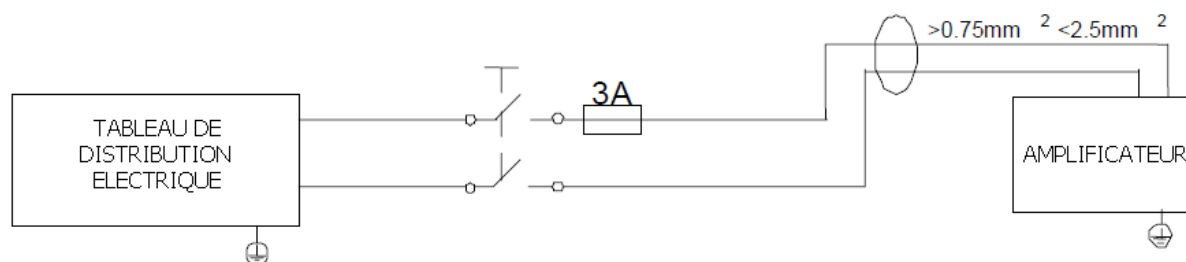 >0.75mm 2 <2.5mm 2
3A
TABLEAU DE
DISTRIBUTION
ELECTRIQUE
AMPLIFICATEUR